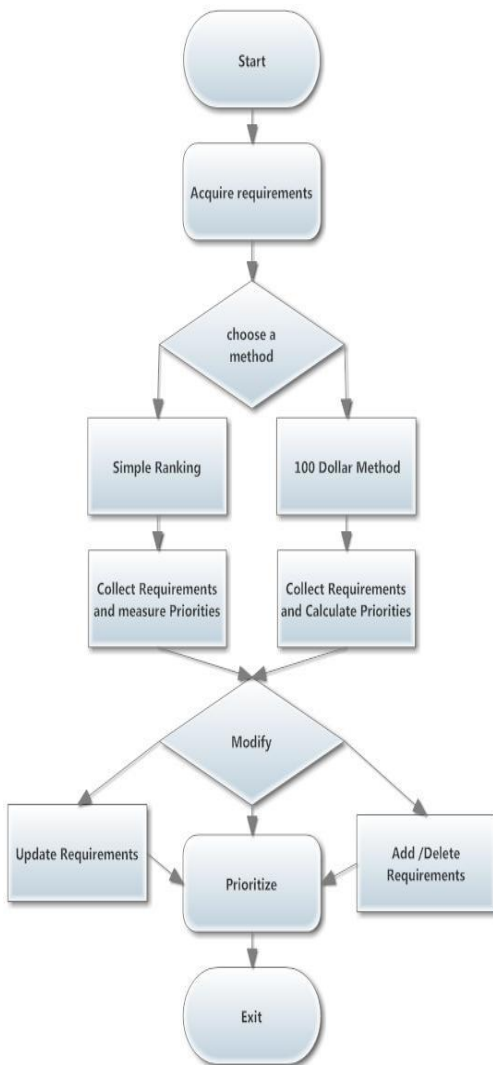 Start
Acquire requirements
choose a
method
Simple Ranking
100 Dollar Method
Collect Requirements
and measure Priorities
Collect Requirements
and Calculate Priorities
Modify
Update Requirements
Prioritize
Add /Delete
Requirements
Exit